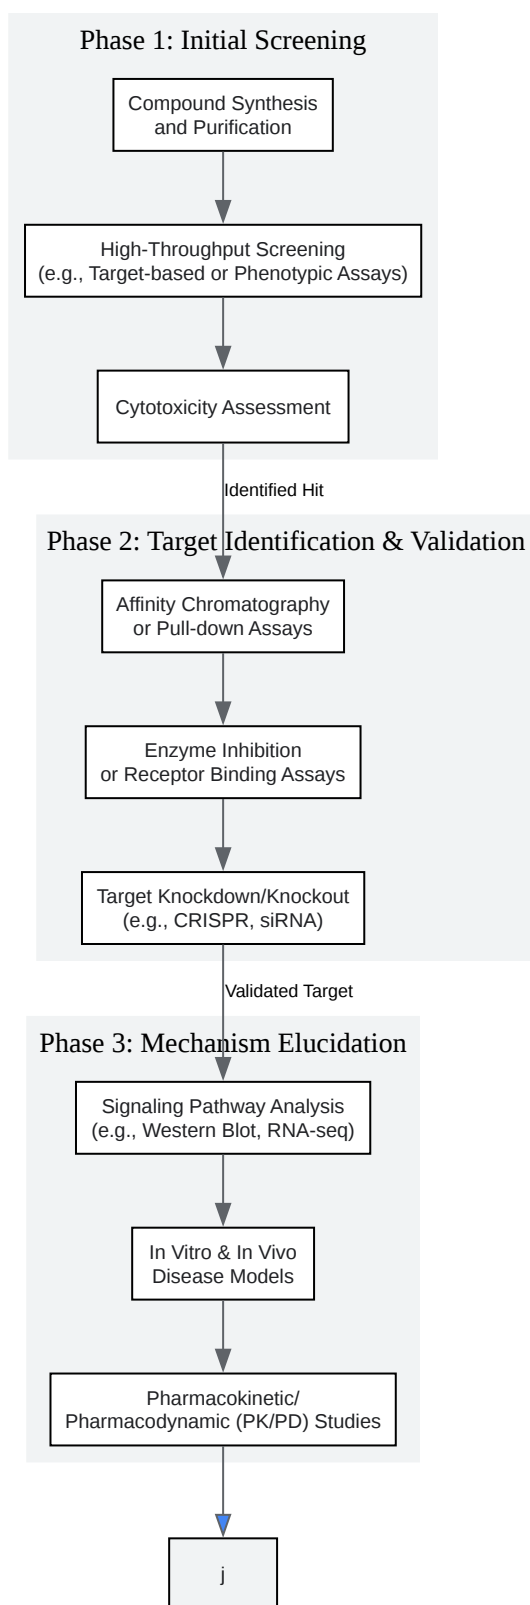 Phase 1: Initial Screening
Compound Synthesis
and Purification
High-Throughput Screening
(e.g., Target-based or Phenotypic Assays)
Cytotoxicity Assessment
Identified Hit
Phase 2: Target Identification & Validation
Affinity Chromatography
or Pull-down Assays
Enzyme Inhibition
or Receptor Binding Assays
Target Knockdown/Knockout
(e.g., CRISPR, siRNA)
Validated Target
Phase 3: Mechanism Elucidation
Signaling Pathway Analysis
(e.g., Western Blot, RNA-seq)
In Vitro & In Vivo
Disease Models
Pharmacokinetic/
Pharmacodynamic (PK/PD) Studies
j